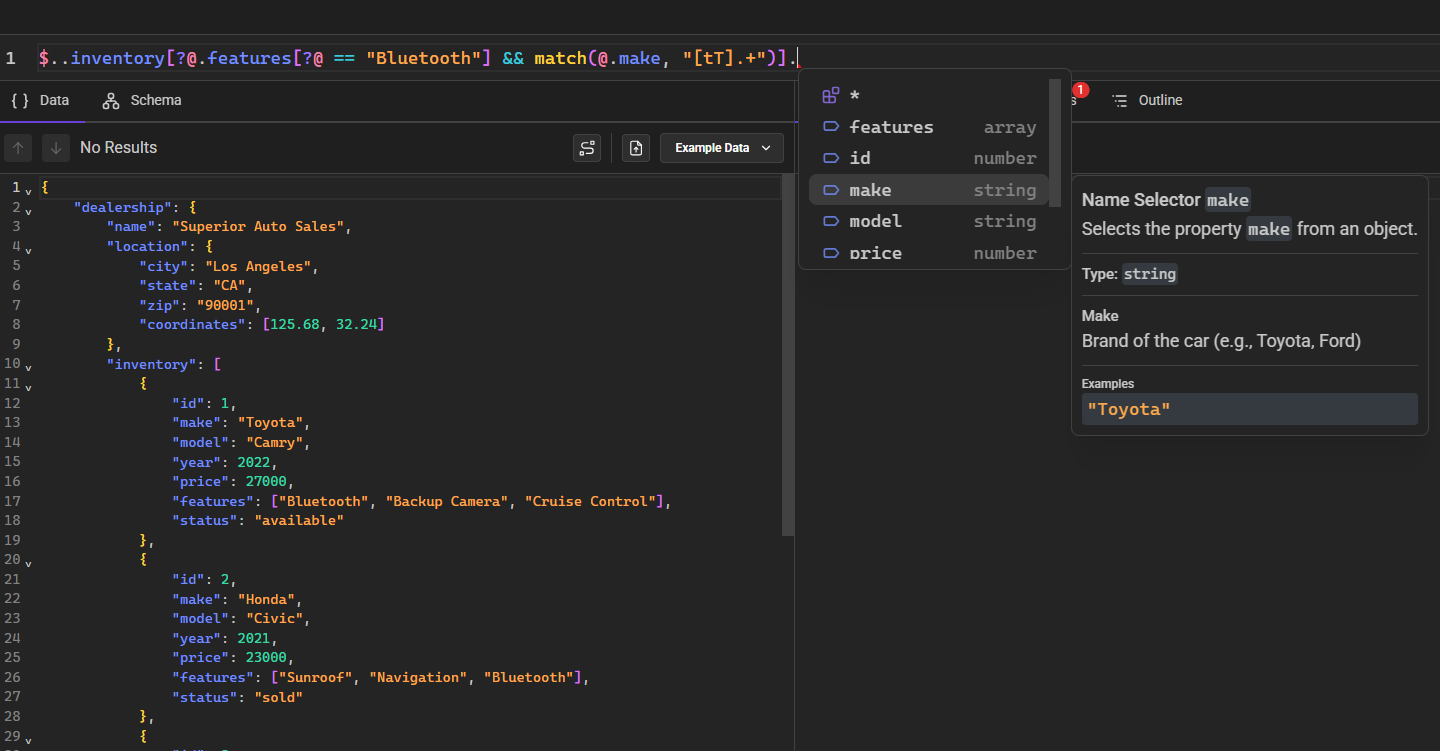 1 $..inventory[?@.features[?@ == "Bluetooth"] && match(@.make, "[tT].+")].
{ } Data Schema
1 Outline
No Results Example Data
*
features array
id number
make string
model string
price number
Name Selector make
Selects the property make from an object.
Type: string
Make
Brand of the car (e.g., Toyota, Ford)
Examples
"Toyota"
1 {
2 "dealership": {
3 "name": "Superior Auto Sales",
4 "location": {
5 "city": "Los Angeles",
6 "state": "CA",
7 "zip": "90001",
8 "coordinates": [125.68, 32.24]
9 },
10 "inventory": [
11 {
12 "id": 1,
13 "make": "Toyota",
14 "model": "Camry",
15 "year": 2022,
16 "price": 27000,
17 "features": ["Bluetooth", "Backup Camera", "Cruise Control"],
18 "status": "available"
19 },
20 {
21 "id": 2,
22 "make": "Honda",
23 "model": "Civic",
24 "year": 2021,
25 "price": 23000,
26 "features": ["Sunroof", "Navigation", "Bluetooth"],
27 "status": "sold"
28 },
29 {